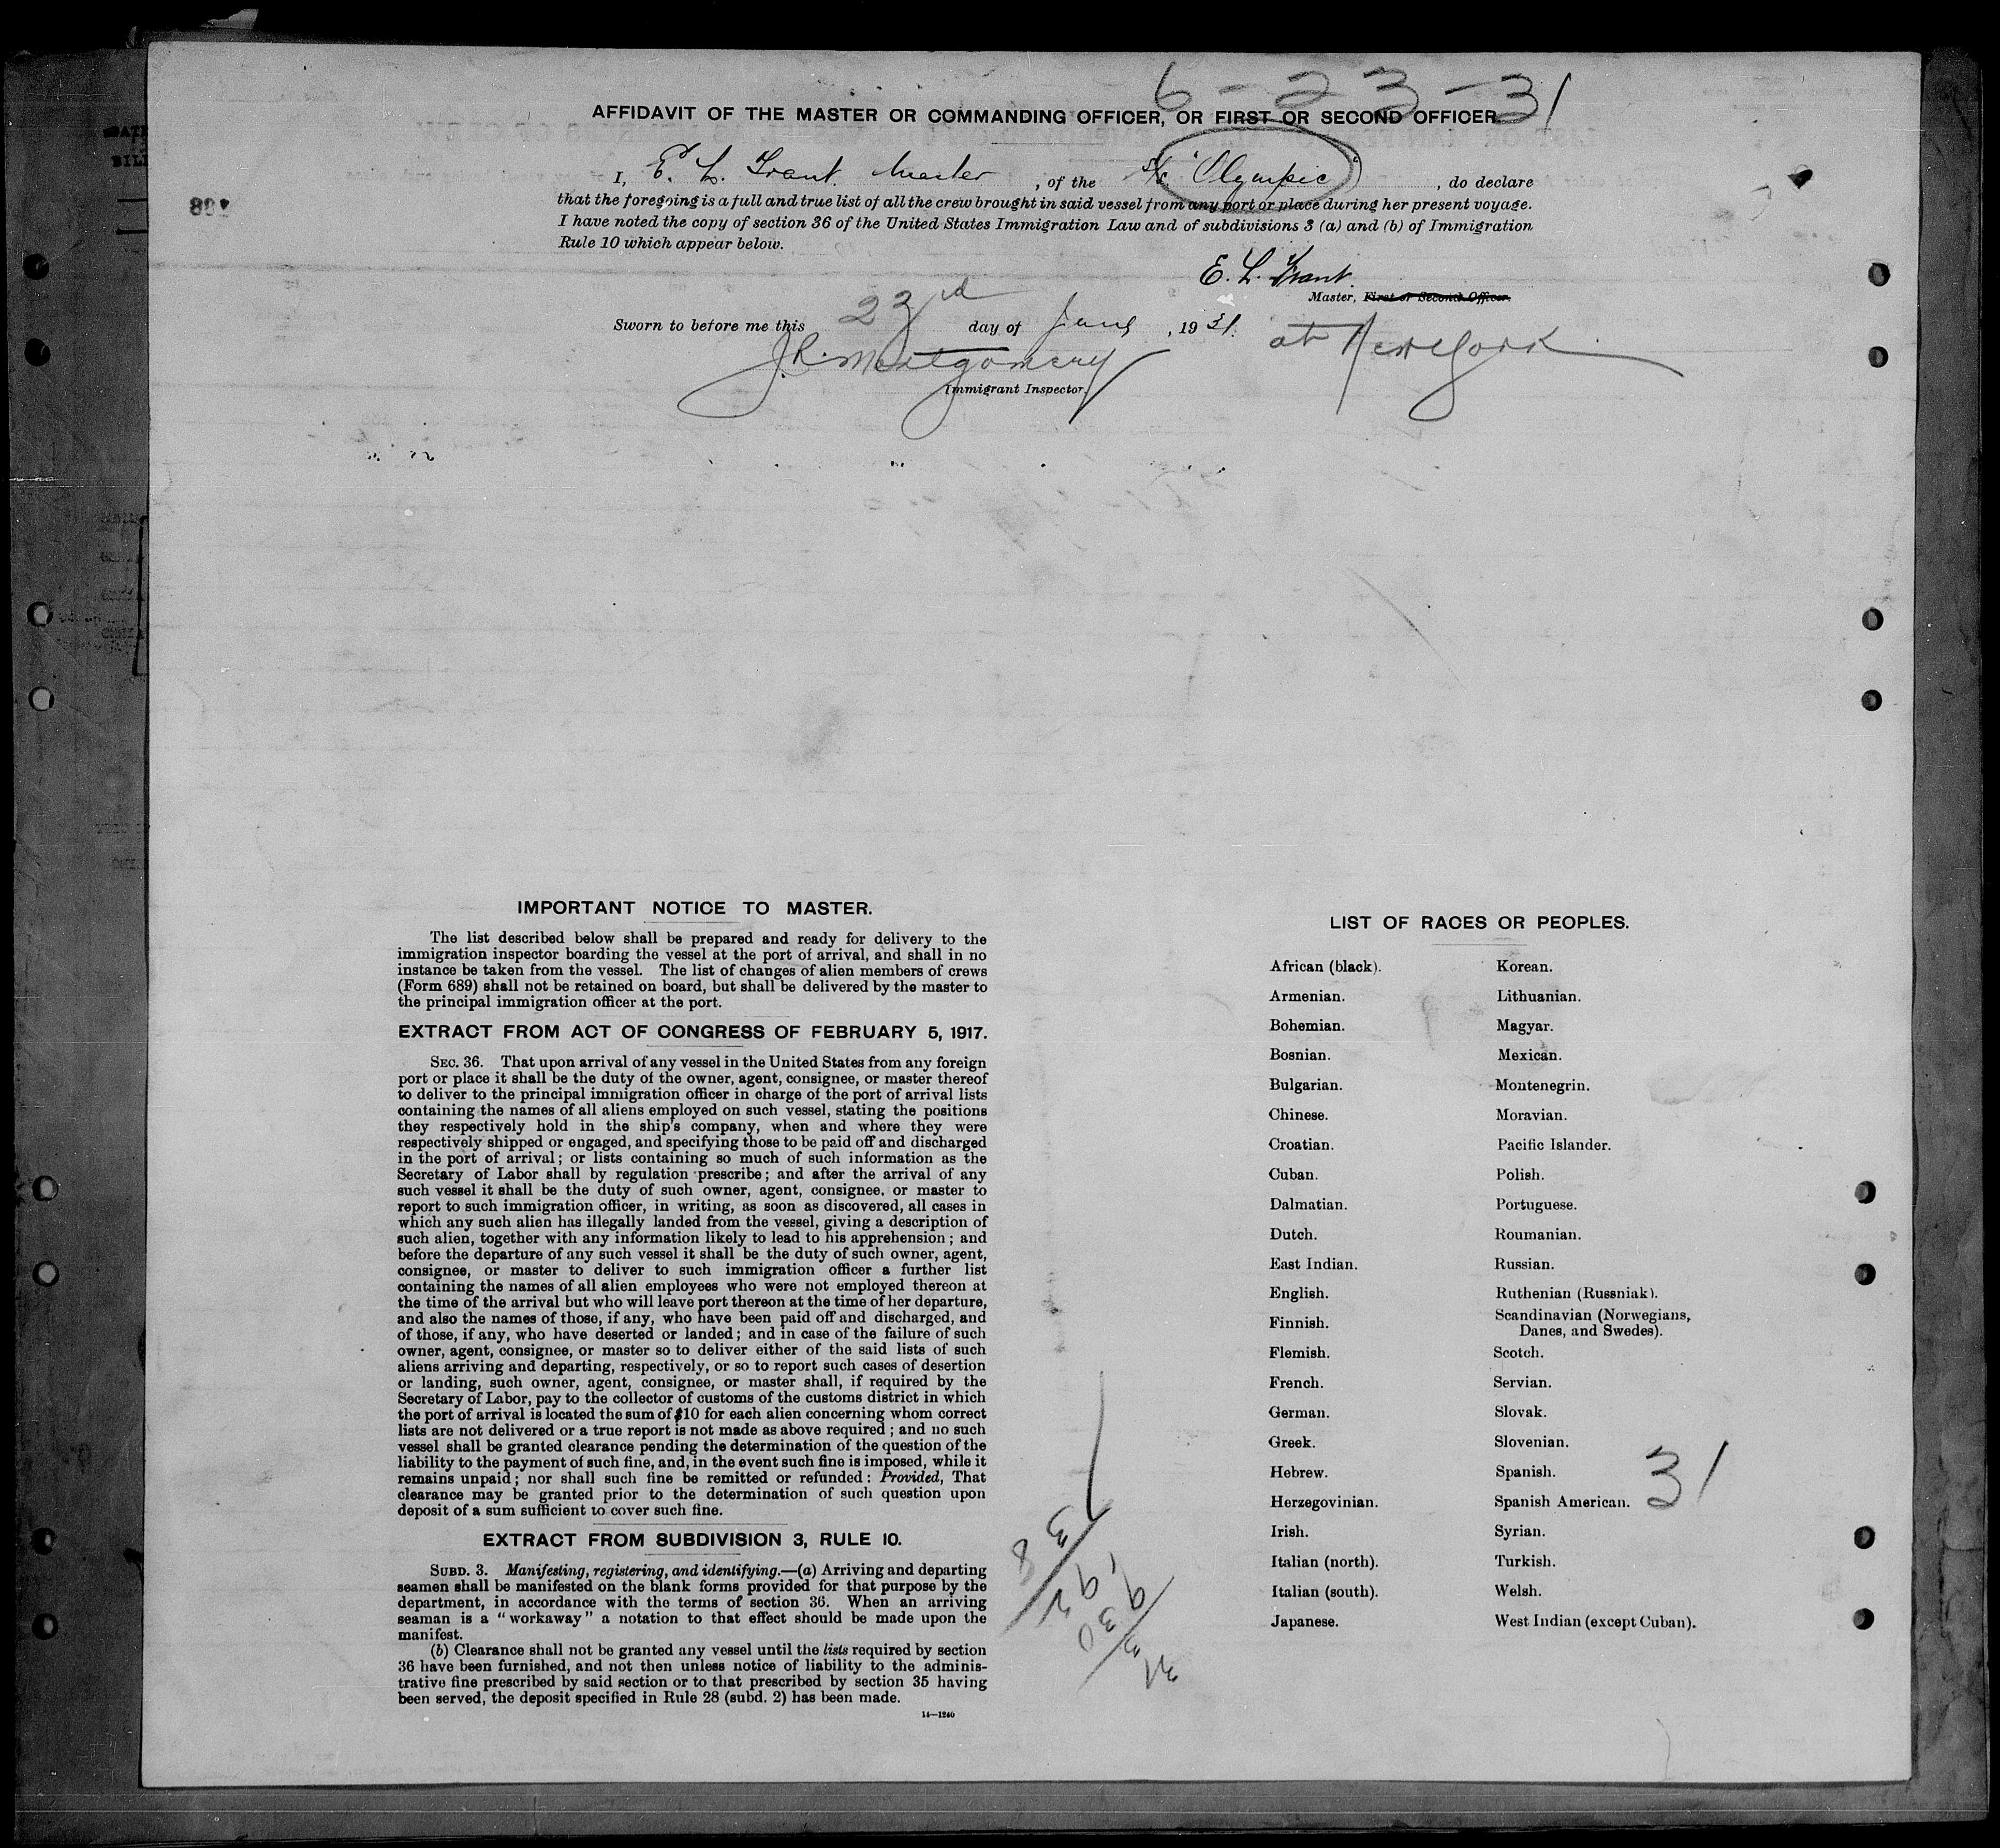 6-23-31
AFFIDAVIT OF THE MASTER OR COMMANDING OFFICER, OR FIRST OR SECOND OFFICER
I, E. L. Grant. Master, of the S/S "Olympic", do declare
that the foregoing is a full and true list of all the crew brought in said vessel from any port or place during her present voyage.
I have noted the copy of section 36 of the United States Immigration Law and of subdivisions 3 (a) and (b) of Immigration
Rule 10 which appear below.
E. L. Grant.
Master, First or Second Officer.
Sworn to before me this 23rd day of June, 1931. at New York.
J.R. Montgomery
Immigrant Inspector.
IMPORTANT NOTICE TO MASTER.
The list described below shall be prepared and ready for delivery to the
immigration inspector boarding the vessel at the port of arrival, and shall in no
instance be taken from the vessel. The list of changes of alien members of crews
(Form 689) shall not be retained on board, but shall be delivered by the master to
the principal immigration officer at the port.
EXTRACT FROM ACT OF CONGRESS OF FEBRUARY 5, 1917.
SEC. 36. That upon arrival of any vessel in the United States from any foreign
port or place it shall be the duty of the owner, agent, consignee, or master thereof
to deliver to the principal immigration officer in charge of the port of arrival lists
containing the names of all aliens employed on such vessel, stating the positions
they respectively hold in the ship's company, when and where they were
respectively shipped or engaged, and specifying those to be paid off and discharged
in the port of arrival; or lists containing so much of such information as the
Secretary of Labor shall by regulation prescribe; and after the arrival of any
such vessel it shall be the duty of such owner, agent, consignee, or master to
report to such immigration officer, in writing, as soon as discovered, all cases in
which any such alien has illegally landed from the vessel, giving a description of
such alien, together with any information likely to lead to his apprehension; and
before the departure of any such vessel it shall be the duty of such owner, agent,
consignee, or master to deliver to such immigration officer a further list
containing the names of all alien employees who were not employed thereon at
the time of the arrival but who will leave port thereon at the time of her departure,
and also the names of those, if any, who have been paid off and discharged, and
of those, if any, who have deserted or landed; and in case of the failure of such
owner, agent, consignee, or master so to deliver either of the said lists of such
aliens arriving and departing, respectively, or so to report such cases of desertion
or landing, such owner, agent, consignee, or master shall, if required by the
Secretary of Labor, pay to the collector of customs of the customs district in which
the port of arrival is located the sum of $10 for each alien concerning whom correct
lists are not delivered or a true report is not made as above required; and no such
vessel shall be granted clearance pending the determination of the question of the
liability to the payment of such fine, and, in the event such fine is imposed, while it
remains unpaid; nor shall such fine be remitted or refunded: Provided, That
clearance may be granted prior to the determination of such question upon
deposit of a sum sufficient to cover such fine.
EXTRACT FROM SUBDIVISION 3, RULE 10.
SUBD. 3. Manifesting, registering, and identifying.—(a) Arriving and departing
seamen shall be manifested on the blank forms provided for that purpose by the
department, in accordance with the terms of section 36. When an arriving
seaman is a "workaway" a notation to that effect should be made upon the
manifest.
(b) Clearance shall not be granted any vessel until the lists required by section
36 have been furnished, and not then unless notice of liability to the adminis-
trative fine prescribed by said section or to that prescribed by section 35 having
been served, the deposit specified in Rule 28 (subd. 2) has been made.
14—1240
LIST OF RACES OR PEOPLES.
African (black). Korean.
Armenian. Lithuanian.
Bohemian. Magyar.
Bosnian. Mexican.
Bulgarian. Montenegrin.
Chinese. Moravian.
Croatian. Pacific Islander.
Cuban. Polish.
Dalmatian. Portuguese.
Dutch. Roumanian.
East Indian. Russian.
English. Ruthenian (Russniak).
Finnish. Scandinavian (Norwegians,
Danes, and Swedes).
Flemish. Scotch.
French. Servian.
German. Slovak.
Greek. Slovenian.
Hebrew. Spanish.
Herzegovinian. Spanish American.
31
Irish. Syrian.
Italian (north). Turkish.
Italian (south). Welsh.
Japanese. West Indian (except Cuban).